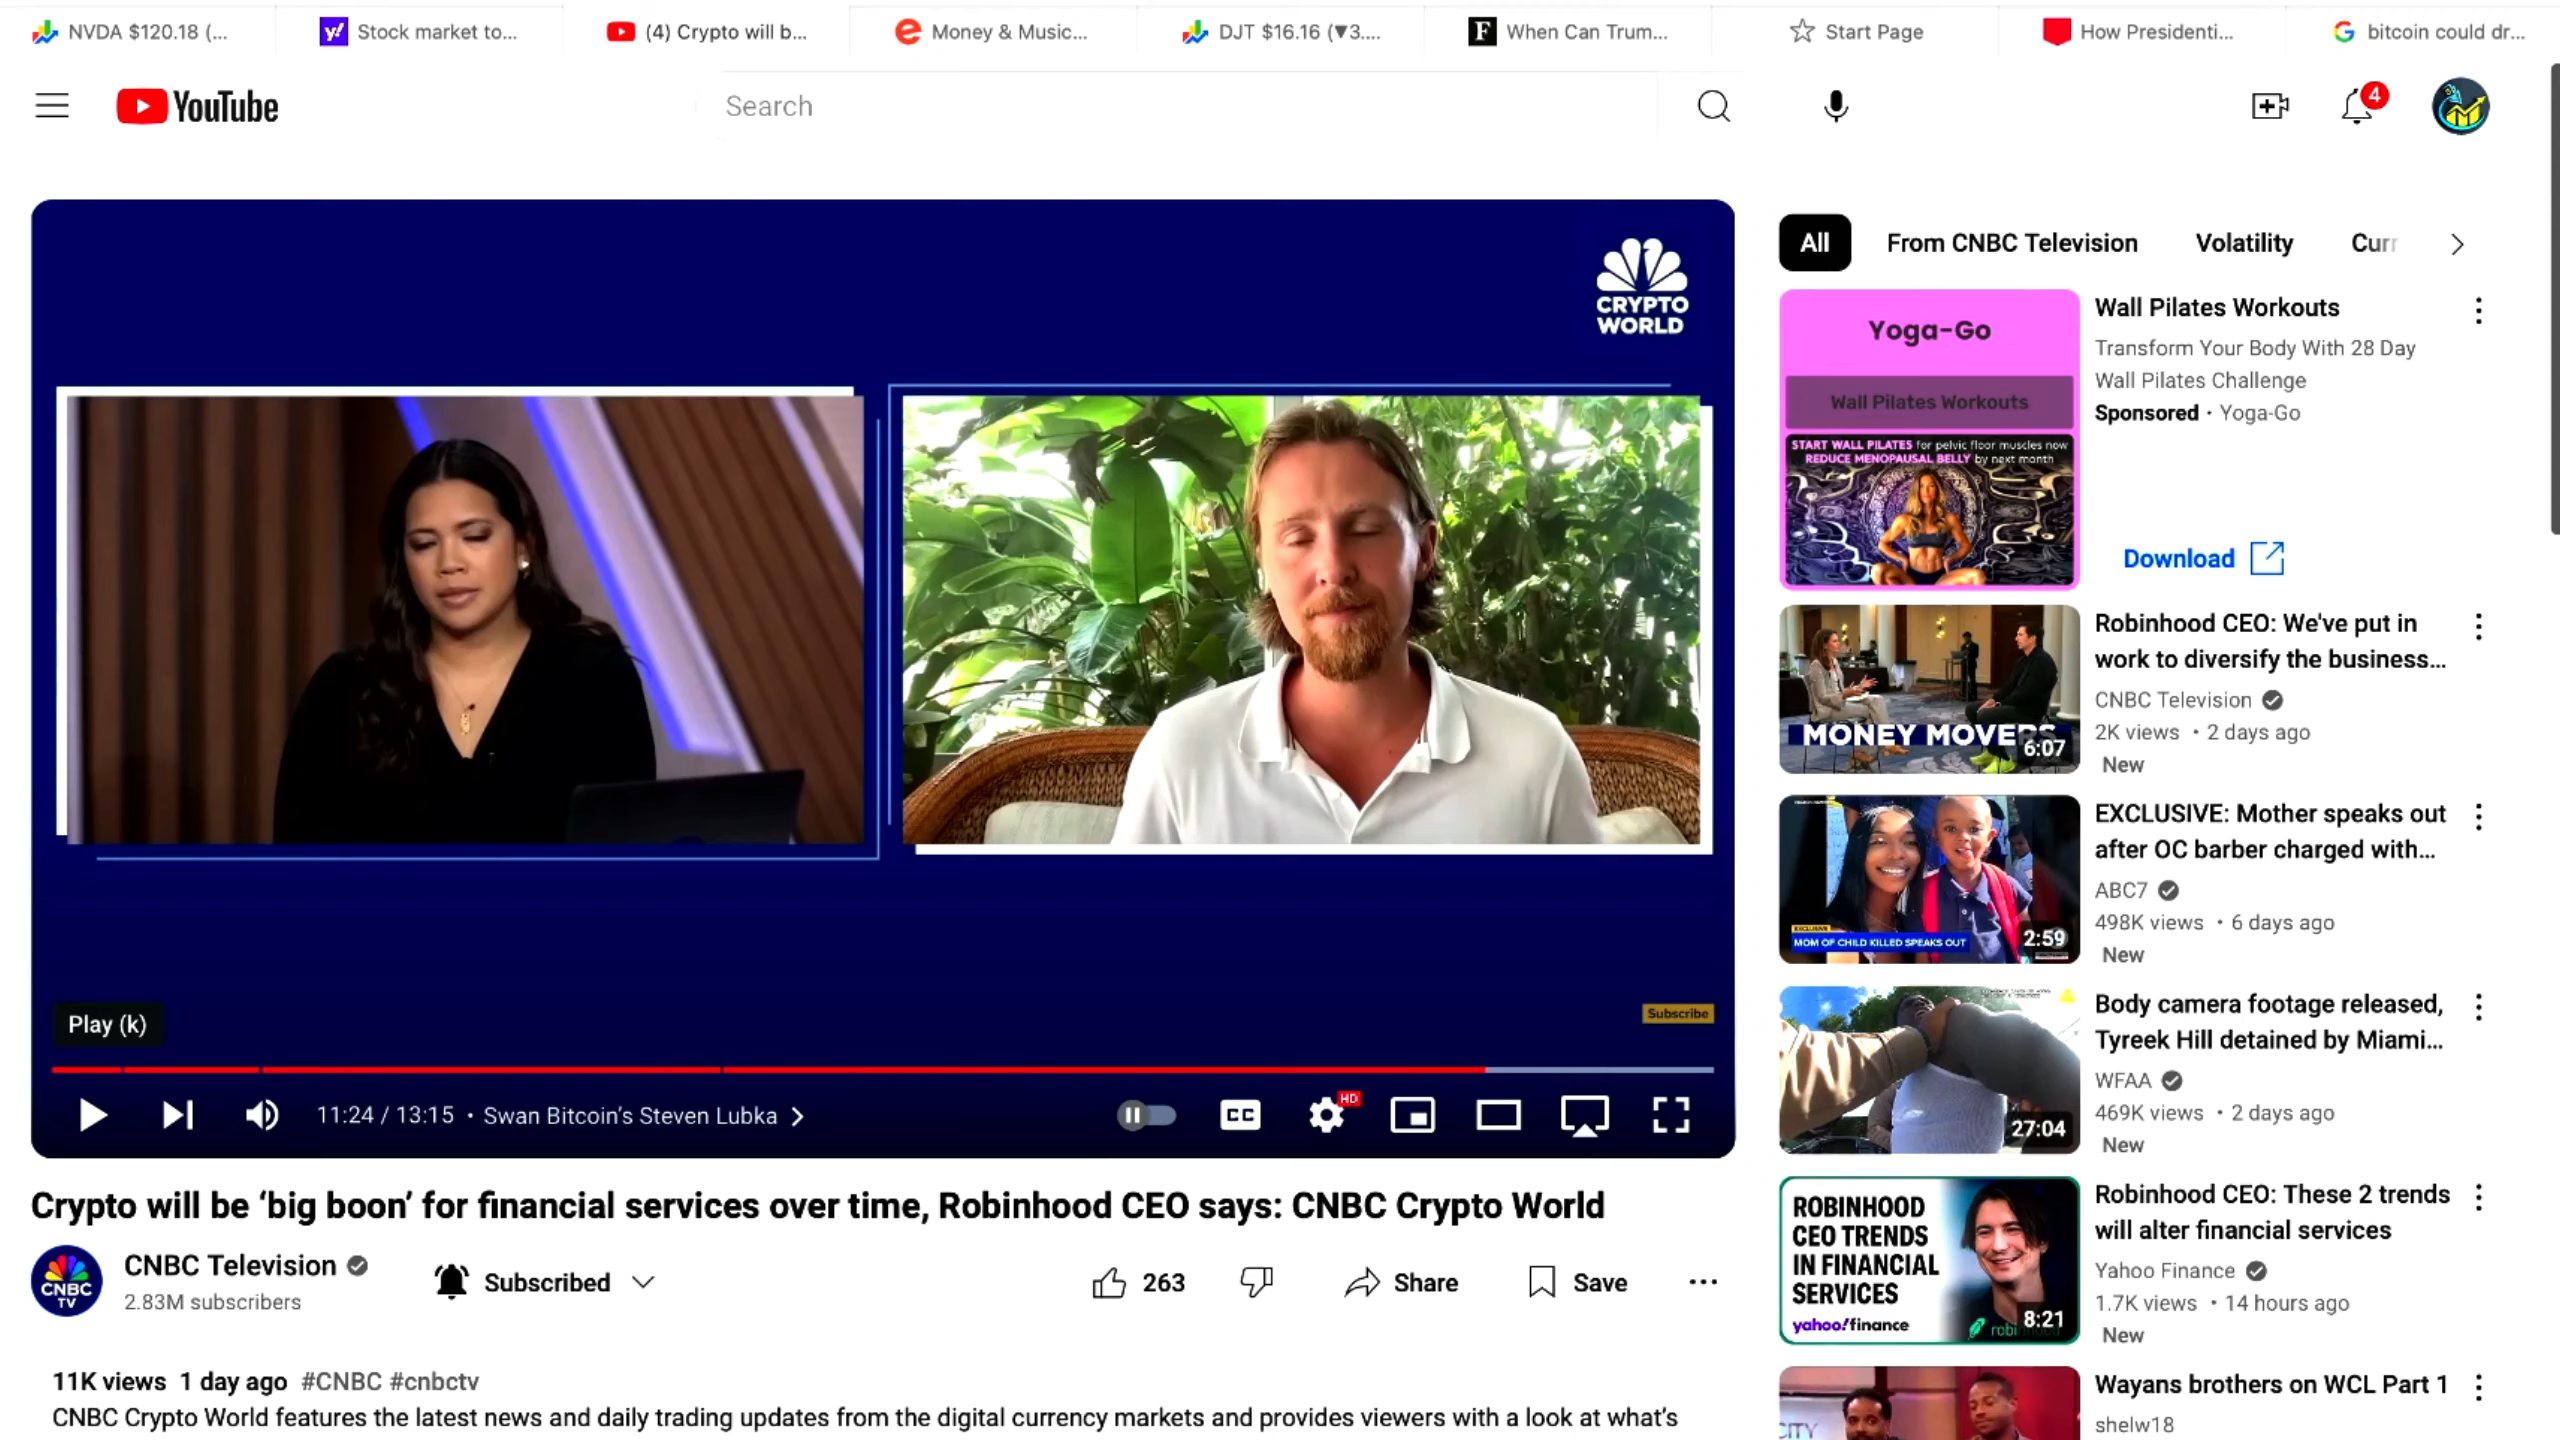 NVDA $120.18 (...
Stock market to...
(4) Crypto will b...
Money & Music...
DJT $16.16 (▼3....
When Can Trum...
Start Page
How Presidenti...
bitcoin could dr...
YouTube
Search
4
CRYPTO
WORLD
Play (k)
Subscribe
11:24 / 13:15 • Swan Bitcoin's Steven Lubka
CC
HD
Crypto will be ‘big boon’ for financial services over time, Robinhood CEO says: CNBC Crypto World
CNBC
TV
CNBC Television
2.83M subscribers
Subscribed
263
Share
Save
11K views 1 day ago #CNBC #cnbctv
CNBC Crypto World features the latest news and daily trading updates from the digital currency markets and provides viewers with a look at what’s
All
From CNBC Television
Volatility
Curr
Yoga-Go
Wall Pilates Workouts
START WALL PILATES for pelvic floor muscles now
REDUCE MENOPAUSAL BELLY by next month
Wall Pilates Workouts
Transform Your Body With 28 Day
Wall Pilates Challenge
Sponsored · Yoga-Go
Download
MONEY MOVERS
6:07
Robinhood CEO: We've put in
work to diversify the business...
CNBC Television
2K views • 2 days ago
New
EXCLUSIVE
MOM OF CHILD KILLED SPEAKS OUT
2:59
EXCLUSIVE: Mother speaks out
after OC barber charged with...
ABC7
498K views • 6 days ago
New
27:04
Body camera footage released,
Tyreek Hill detained by Miami...
WFAA
469K views • 2 days ago
New
ROBINHOOD
CEO TRENDS
IN FINANCIAL
SERVICES
yahoo!finance
8:21
Robinhood CEO: These 2 trends
will alter financial services
Yahoo Finance
1.7K views • 14 hours ago
New
CITY
Wayans brothers on WCL Part 1
shelw18